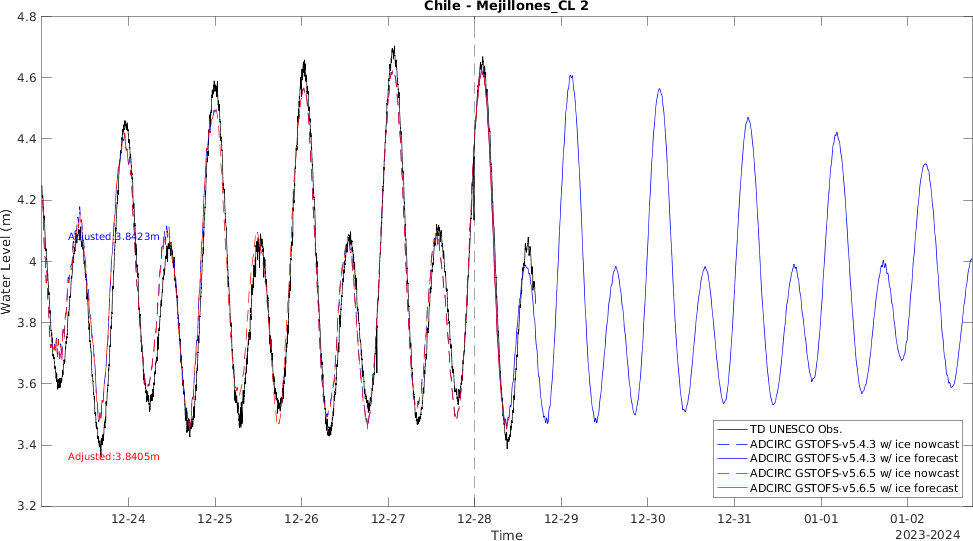 Chile - Mejillones_CL 2
Water Level (m)
4.8
4.6
4.4
4.2
4
3.8
3.6
3.4
3.2
Adjusted:3.8423m
Adjusted:3.8405m
TD UNESCO Obs.
ADCIRC GSTOFS-v5.4.3 w/ ice nowcast
ADCIRC GSTOFS-v5.4.3 w/ ice forecast
ADCIRC GSTOFS-v5.6.5 w/ ice nowcast
ADCIRC GSTOFS-v5.6.5 w/ ice forecast
12-24 12-25 12-26 12-27 12-28 12-29 12-30 12-31 01-01 01-02
Time
2023-2024